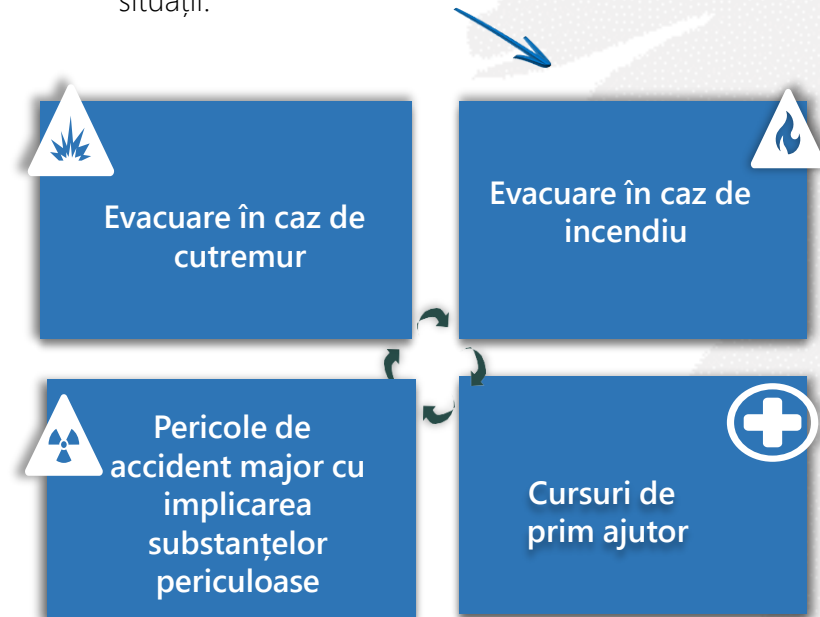 situații.
Evacuare în caz de
cutremur
Evacuare în caz de
incendiu
Pericole de
accident major cu
implicarea
substanțelor
periculoase
Cursuri de
prim ajutor